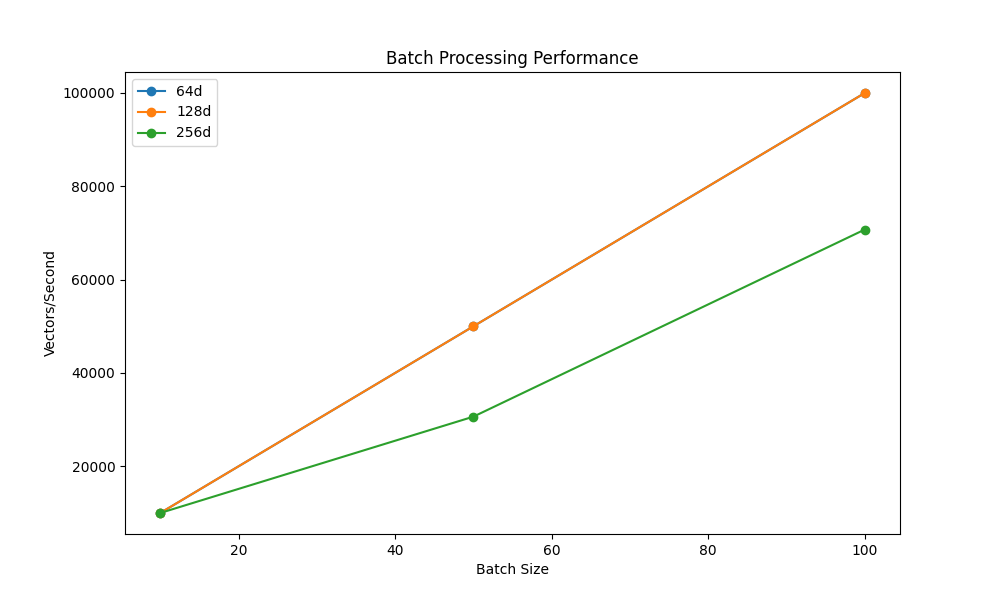 Batch Processing Performance
64d
128d
256d
100000
80000
60000
40000
20000
Vectors/Second
20 40 60 80 100
Batch Size